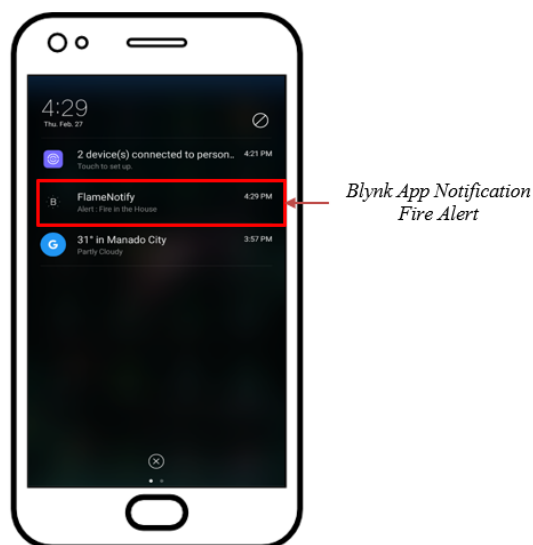 4:29
Thu. Feb. 27
2 device(s) connected to person.. 4:21 PM
Touch to set up.
B FlameNotify 4:29 PM
Alert : Fire in the House
G 31° in Manado City 3:57 PM
Partly Cloudy
Blynk App Notification
Fire Alert